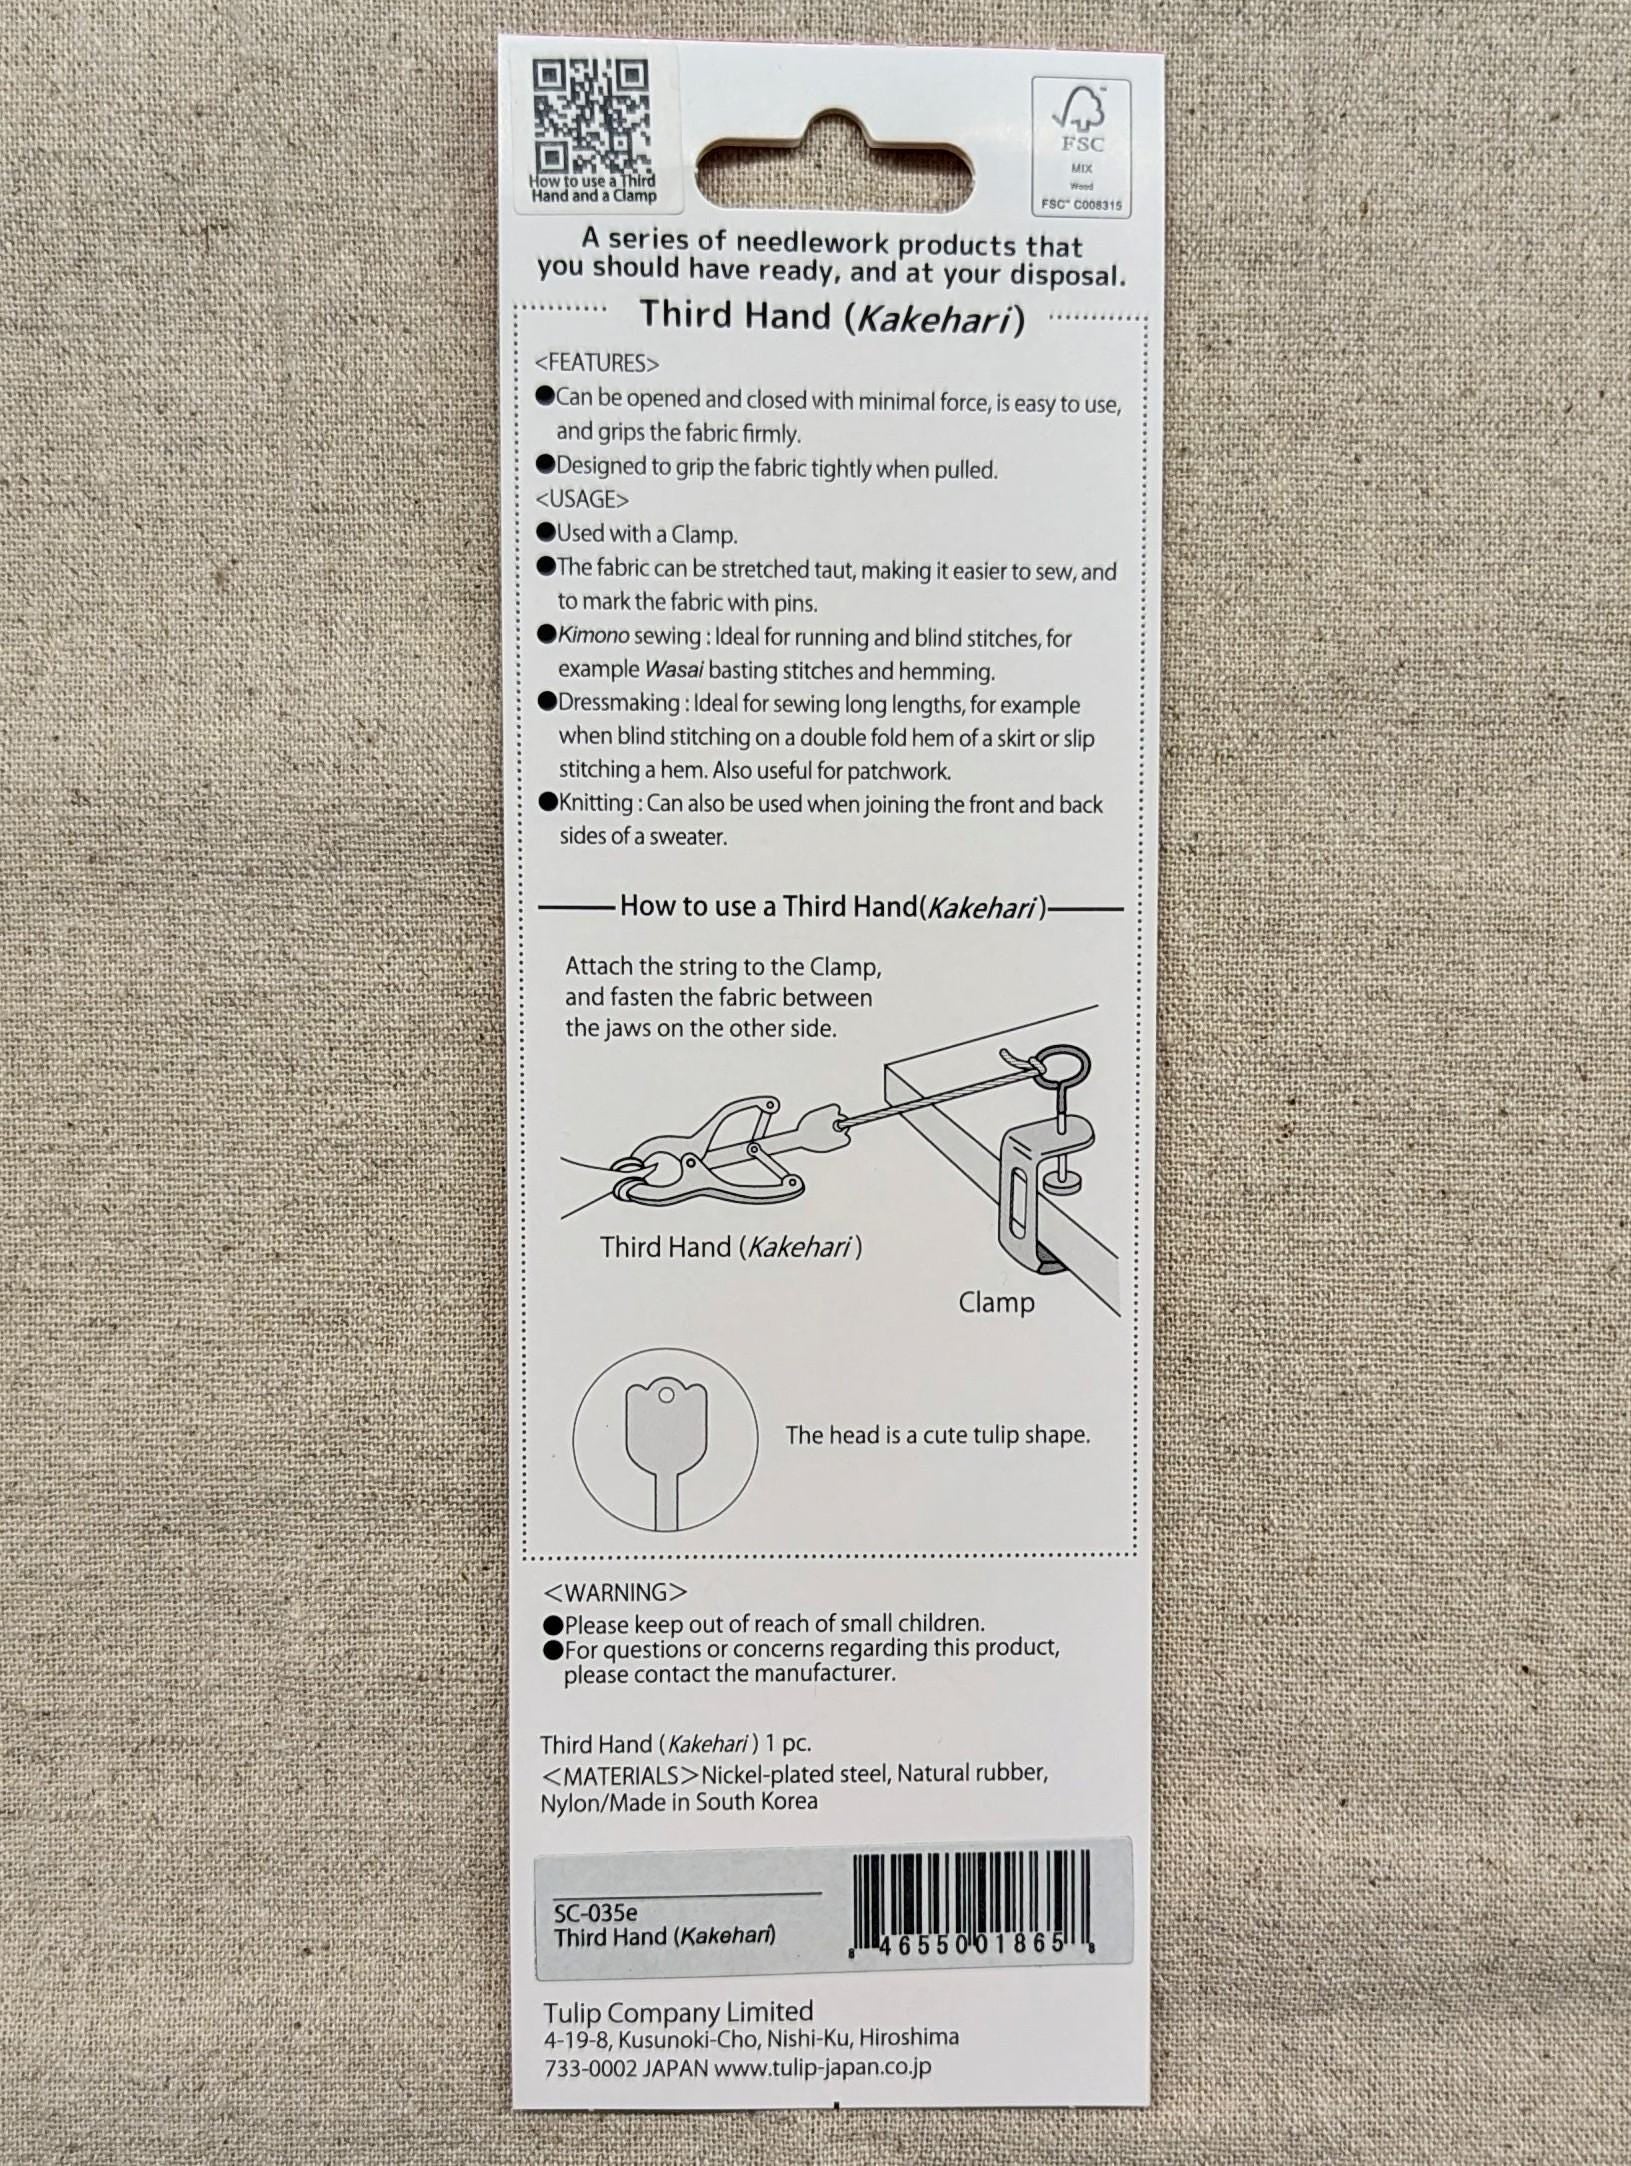 How to use a Third
Hand and a Clamp
FSC
MIX
Wood
FSC™ C008315
A series of needlework products that
you should have ready, and at your disposal.
Third Hand (Kakehari)
<FEATURES>
●Can be opened and closed with minimal force, is easy to use,
and grips the fabric firmly.
●Designed to grip the fabric tightly when pulled.
<USAGE>
●Used with a Clamp.
●The fabric can be stretched taut, making it easier to sew, and
to mark the fabric with pins.
●Kimono sewing : Ideal for running and blind stitches, for
example Wasai basting stitches and hemming.
●Dressmaking : Ideal for sewing long lengths, for example
when blind stitching on a double fold hem of a skirt or slip
stitching a hem. Also useful for patchwork.
●Knitting : Can also be used when joining the front and back
sides of a sweater.
How to use a Third Hand(Kakehari)
Attach the string to the Clamp,
and fasten the fabric between
the jaws on the other side.
Third Hand (Kakehari)
Clamp
The head is a cute tulip shape.
<WARNING>
●Please keep out of reach of small children.
●For questions or concerns regarding this product,
please contact the manufacturer.
Third Hand (Kakehari) 1 pc.
<MATERIALS>Nickel-plated steel, Natural rubber,
Nylon/Made in South Korea
SC-035e
Third Hand (Kakehari)
8 46550 01865 8
Tulip Company Limited
4-19-8, Kusunoki-Cho, Nishi-Ku, Hiroshima
733-0002 JAPAN www.tulip-japan.co.jp